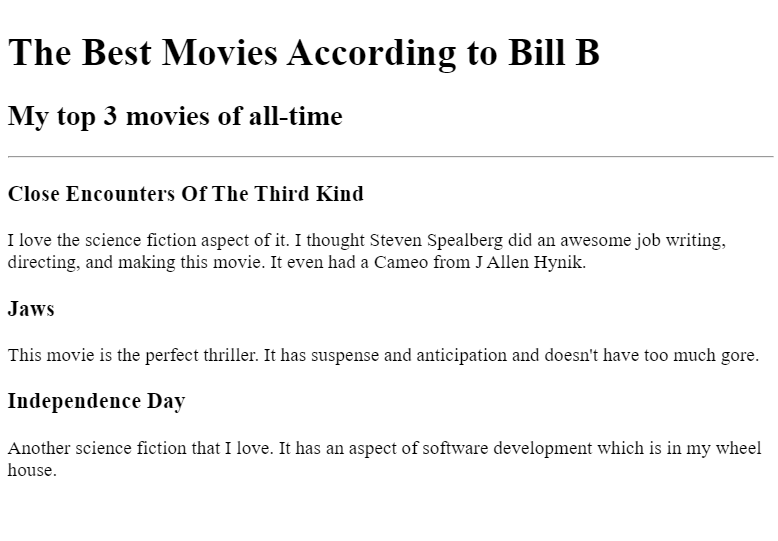 The Best Movies According to Bill B
My top 3 movies of all-time
Close Encounters Of The Third Kind
I love the science fiction aspect of it. I thought Steven Spealberg did an awesome job writing,
directing, and making this movie. It even had a Cameo from J Allen Hynik.
Jaws
This movie is the perfect thriller. It has suspense and anticipation and doesn't have too much gore.
Independence Day
Another science fiction that I love. It has an aspect of software development which is in my wheel
house.